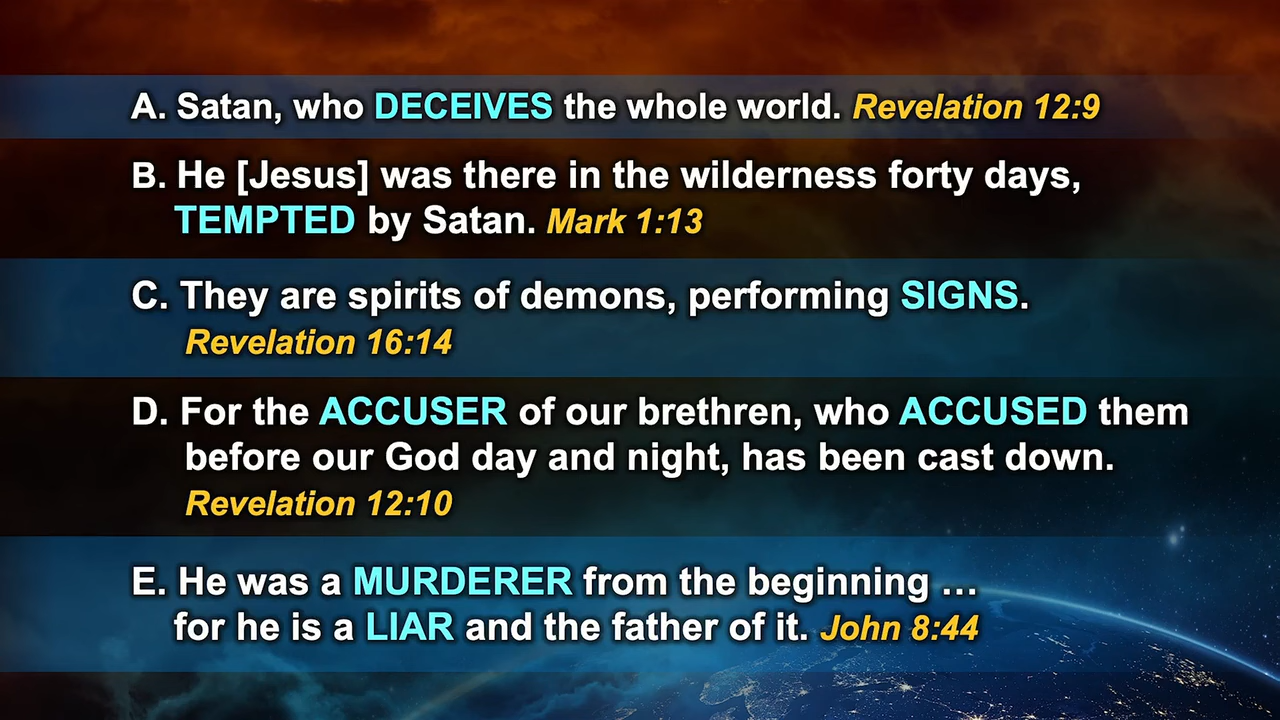 A. Satan, who DECEIVES the whole world. Revelation 12:9
B. He [Jesus] was there in the wilderness forty days,
TEMPTED by Satan. Mark 1:13
C. They are spirits of demons, performing SIGNS.
Revelation 16:14
D. For the ACCUSER of our brethren, who ACCUSED them
before our God day and night, has been cast down.
Revelation 12:10
E. He was a MURDERER from the beginning …
for he is a LIAR and the father of it. John 8:44